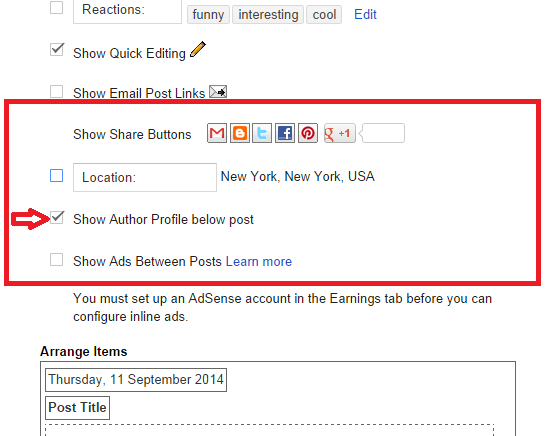 Reactions: funny interesting cool Edit
Show Quick Editing
Show Email Post Links
Show Share Buttons +1
Location: New York, New York, USA
Show Author Profile below post
Show Ads Between Posts Learn more
You must set up an AdSense account in the Earnings tab before you can
configure inline ads.
Arrange Items
Thursday, 11 September 2014
Post Title